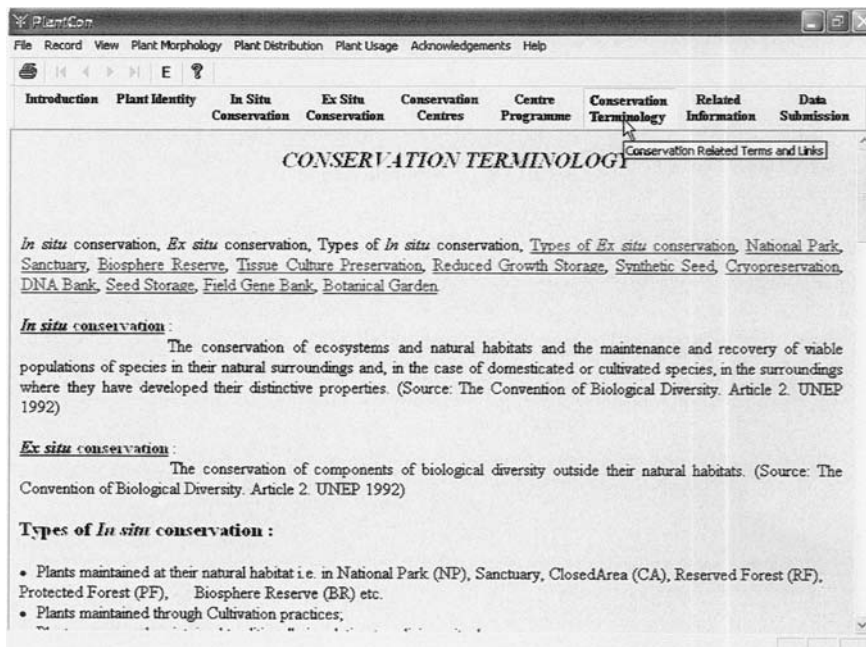 PlantCon
File Record View Plant Morphology Plant Distribution Plant Usage Acknowledgements Help
E ?
Introduction Plant Identity In Situ Conservation Ex Situ Conservation Conservation Centres Centre Programme Conservation Terminology Related Information Data Submission
Conservation Related Terms and Links
CONSERVATION TERMINOLOGY
In situ conservation, Ex situ conservation, Types of In situ conservation, Types of Ex situ conservation, National Park,
Sanctuary, Biosphere Reserve, Tissue Culture Preservation, Reduced Growth Storage, Synthetic Seed, Cryopreservation,
DNA Bank, Seed Storage, Field Gene Bank, Botanical Garden
In situ conservation :
The conservation of ecosystems and natural habitats and the maintenance and recovery of viable
populations of species in their natural surroundings and, in the case of domesticated or cultivated species, in the surroundings
where they have developed their distinctive properties. (Source: The Convention of Biological Diversity. Article 2. UNEP
1992)
Ex situ conservation :
The conservation of components of biological diversity outside their natural habitats. (Source: The
Convention of Biological Diversity. Article 2. UNEP 1992)
Types of In situ conservation :
• Plants maintained at their natural habitat i.e. in National Park (NP), Sanctuary, ClosedArea (CA), Reserved Forest (RF),
Protected Forest (PF), Biosphere Reserve (BR) etc.
• Plants maintained through Cultivation practices;